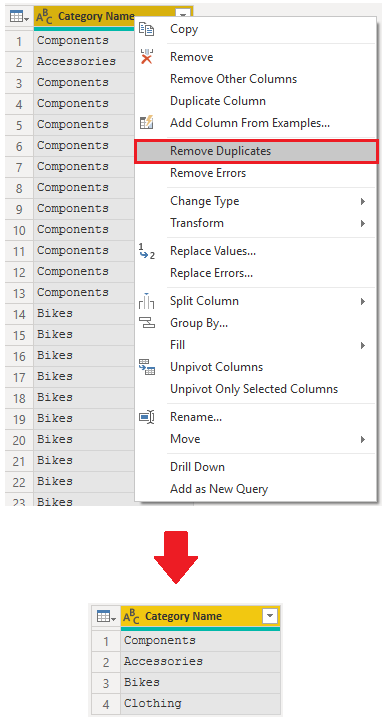 ABC Category Name
1 Components
2 Accessories
3 Components
4 Components
5 Components
6 Components
7 Components
8 Components
9 Components
10 Components
11 Components
12 Components
13 Components
14 Bikes
15 Bikes
16 Bikes
17 Bikes
18 Bikes
19 Bikes
20 Bikes
21 Bikes
22 Bikes
23 Bikes
Copy
Remove
Remove Other Columns
Duplicate Column
Add Column From Examples...
Remove Duplicates
Remove Errors
Change Type
Transform
1 2 Replace Values...
Replace Errors...
Split Column
Group By...
Fill
Unpivot Columns
Unpivot Only Selected Columns
Rename...
Move
Drill Down
Add as New Query
ABC Category Name
1 Components
2 Accessories
3 Bikes
4 Clothing